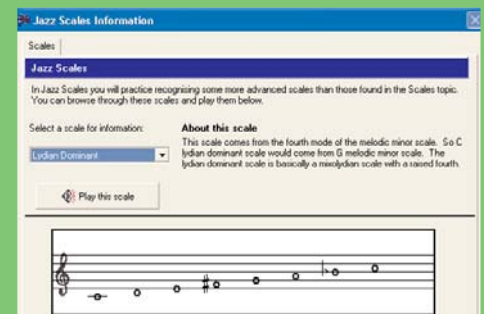 Jazz Scales Information
Scales
Jazz Scales
In Jazz Scales you will practice recognising some more advanced scales than those found in the Scales topic.
You can browse through these scales and play them below.
Select a scale for information:
About this scale
Lydian Dominant
This scale comes from the fourth mode of the melodic minor scale. So C
lydian dominant scale would come from G melodic minor scale. The
lydian dominant scale is basically a mixolydian scale with a raised fourth.
Play this scale